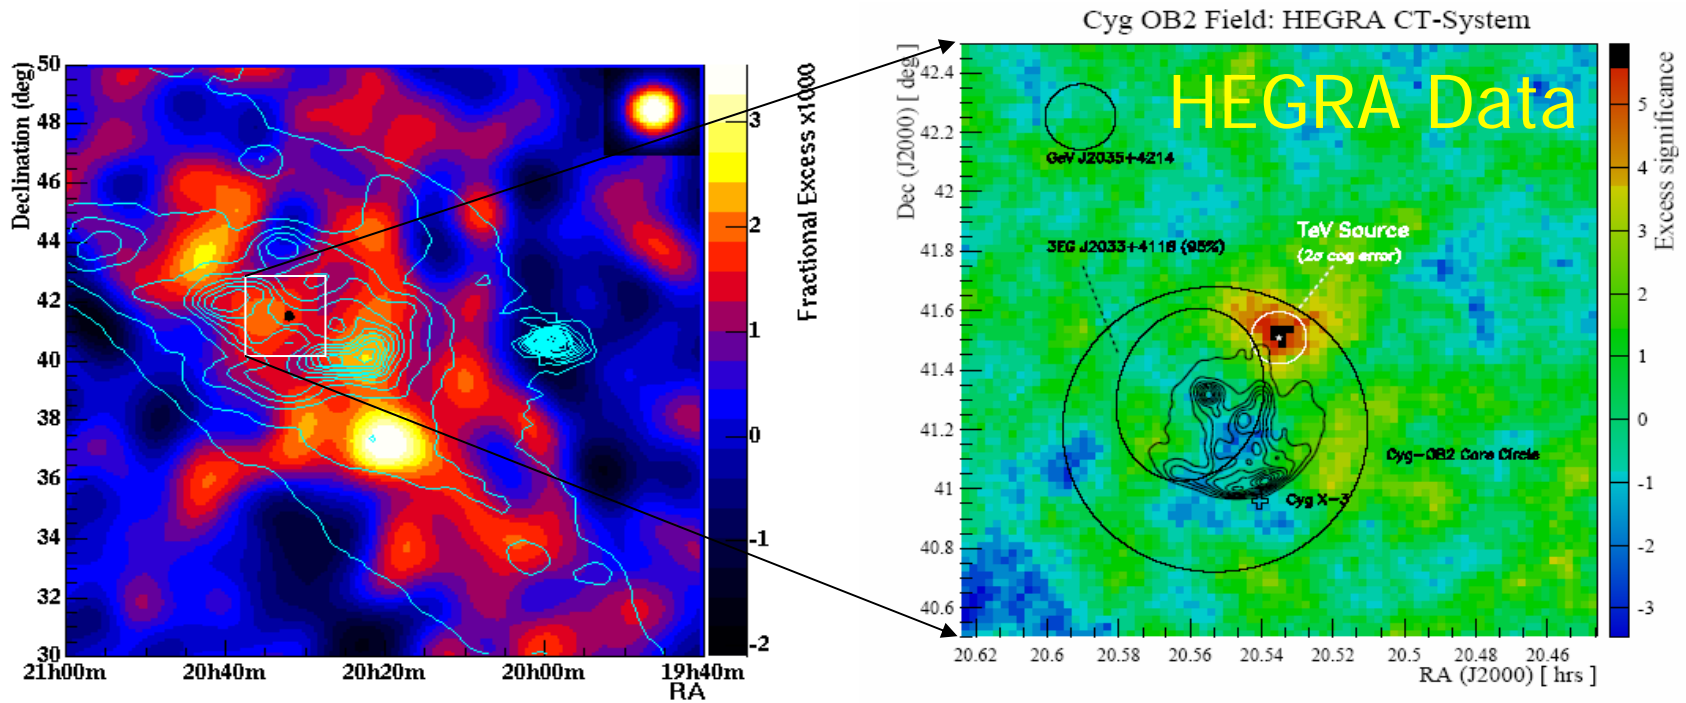 Declination (deg)
50
48
46
44
42
40
38
36
34
32
30
21h00m
20h40m
20h20m
20h00m
19h40m
RA
3
2
1
0
-1
-2
Fractional Excess x1000
Cyg OB2 Field: HEGRA CT-System
HEGRA Data
Dec (J2000) [ deg ]
42.4
42.2
42
41.8
41.6
41.4
41.2
41
40.8
40.6
GeV J2035+4214
3EG J2033+4118 (95%)
TeV Source
(2σ cog error)
Cyg-OB2 Core Circle
Cyg X-3
20.62
20.6
20.58
20.56
20.54
20.52
20.5
20.48
20.46
RA (J2000) [ hrs ]
5
4
3
2
1
0
-1
-2
-3
Excess significance